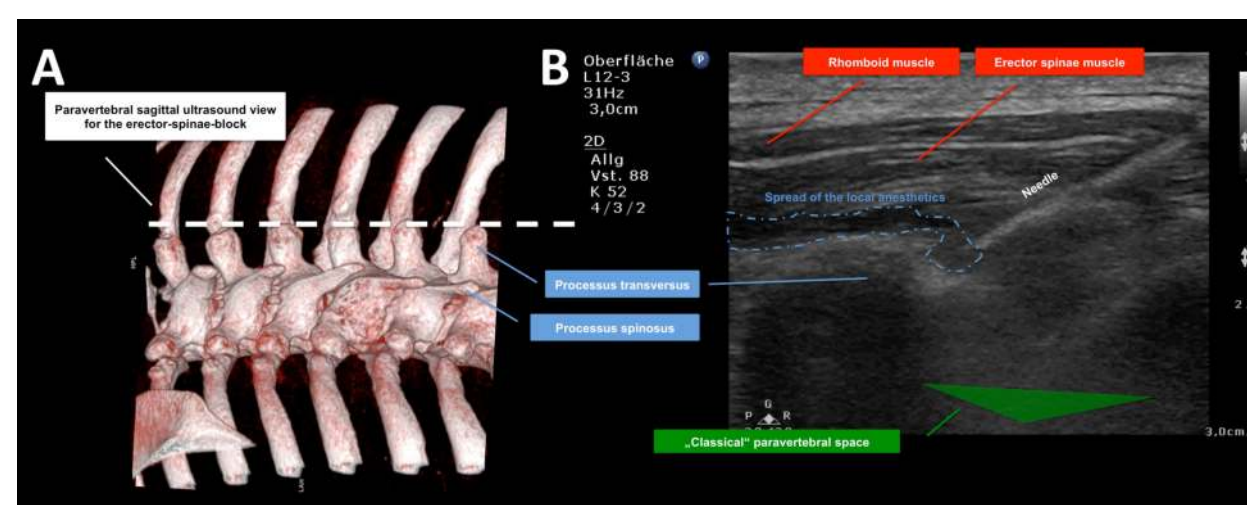 A
Paravertebral sagittal ultrasound view
for the erector-spinae-block
Processus transversus
Processus spinosus
B
Oberfläche
L12-3
31Hz
3,0cm
2D
Allg
Vst. 88
K 52
4/3/2
P
Rhomboid muscle
Erector spinae muscle
Needle
Spread of the local anesthetics
2
G
P R
3,0cm
„Classical“ paravertebral space